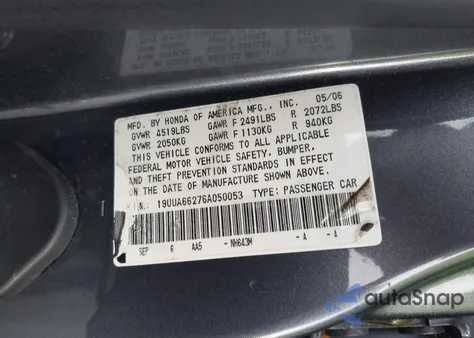 MFD. BY HONDA OF AMERICA MFG., INC. 05/06
GVWR 4519LBS GAWR F 2491LBS R 2072LBS
GVWR 2050KG GAWR F 1130KG R 940KG
THIS VEHICLE CONFORMS TO ALL APPLICABLE
FEDERAL MOTOR VEHICLE SAFETY, BUMPER,
AND THEFT PREVENTION STANDARDS IN EFFECT
ON THE DATE OF MANUFACTURE SHOWN ABOVE.
V.I.N.: 19UUA66276A050053 TYPE: PASSENGER CAR
SEP 6 AA5 - NH643M - A - A
autaSnap